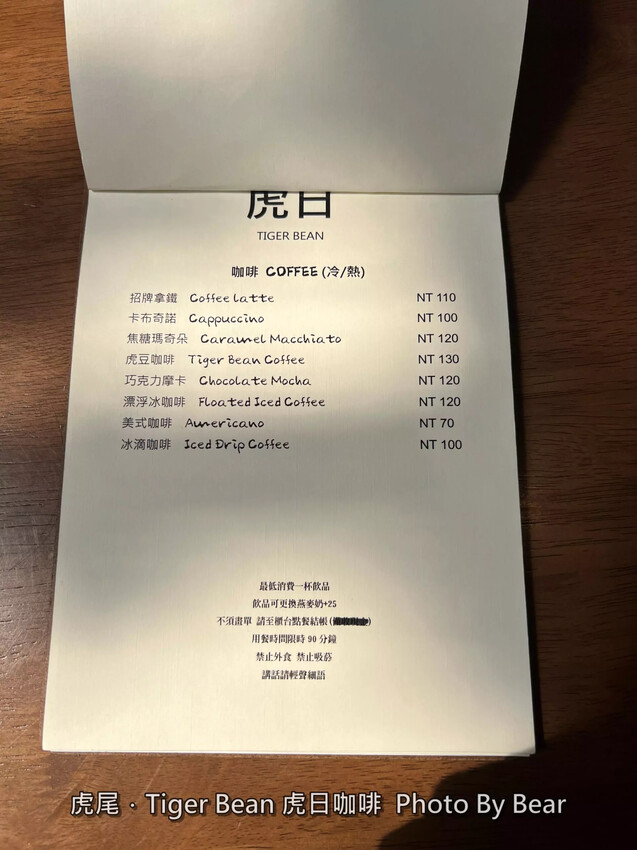 虎日
TIGER BEAN
咖啡 COFFEE (冷/熱)
招牌拿鐵 Coffee Latte NT 110
卡布奇諾 Cappuccino NT 100
焦糖瑪奇朵 Caramel Macchiato NT 120
虎豆咖啡 Tiger Bean Coffee NT 130
巧克力摩卡 Chocolate Mocha NT 120
漂浮冰咖啡 Floated Iced Coffee NT 120
美式咖啡 Americano NT 70
冰滴咖啡 Iced Drip Coffee NT 100
最低消費一杯飲品
飲品可更換燕麥奶+25
不須畫單 請至櫃台點餐結帳()
用餐時間限時 90 分鐘
禁止外食 禁止吸菸
講話請輕聲細語
虎尾 · Tiger Bean 虎日咖啡 Photo By Bear